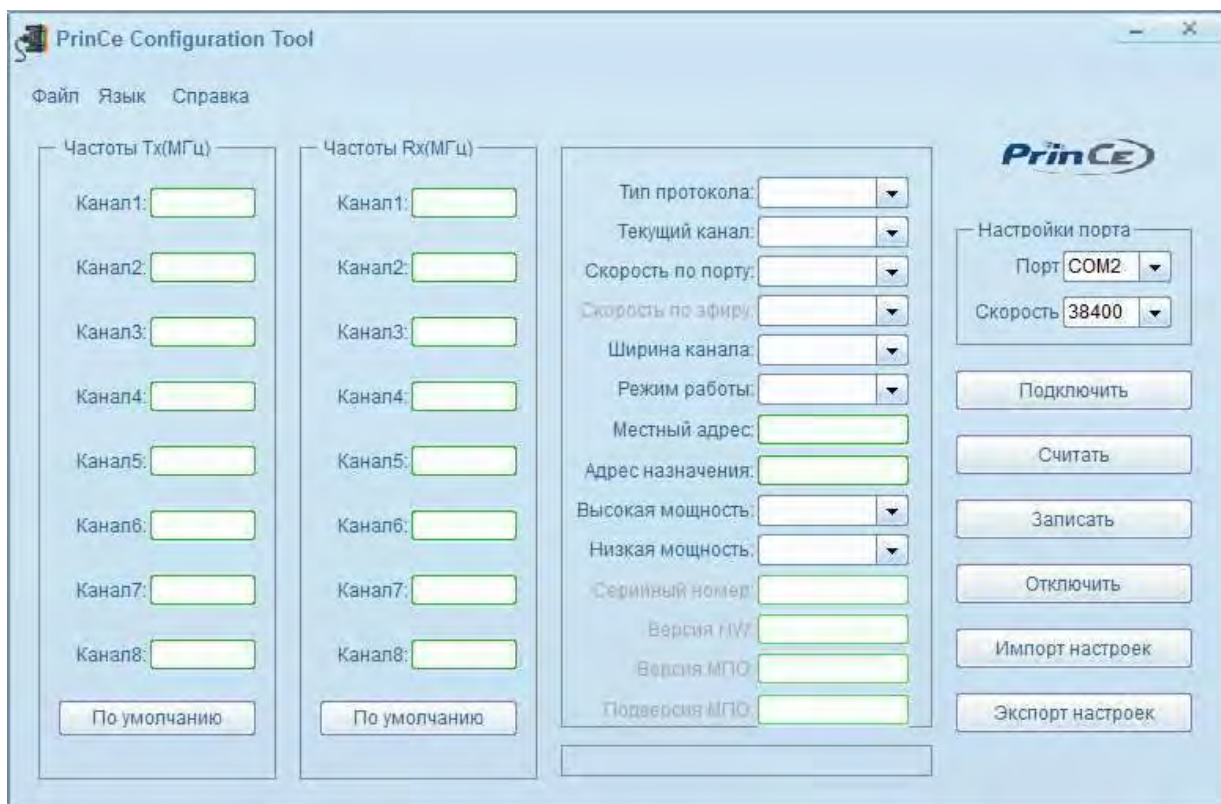 PrinCe Configuration Tool
Файл Язык Справка
Частоты Tx(МГц)
Канал1:
Канал2:
Канал3:
Канал4:
Канал5:
Канал6:
Канал7:
Канал8:
По умолчанию
Частоты Rx(МГц)
Канал1:
Канал2:
Канал3:
Канал4:
Канал5:
Канал6:
Канал7:
Канал8:
По умолчанию
Тип протокола:
Текущий канал:
Скорость по порту:
Скорость по эфиру:
Ширина канала:
Режим работы:
Местный адрес:
Адрес назначения:
Высокая мощность:
Низкая мощность:
Серийный номер:
Версия HW:
Версия МПО:
Подверсия МПО:
PrinCE
Настройки порта
Порт COM2
Скорость 38400
Подключить
Считать
Записать
Отключить
Импорт настроек
Экспорт настроек